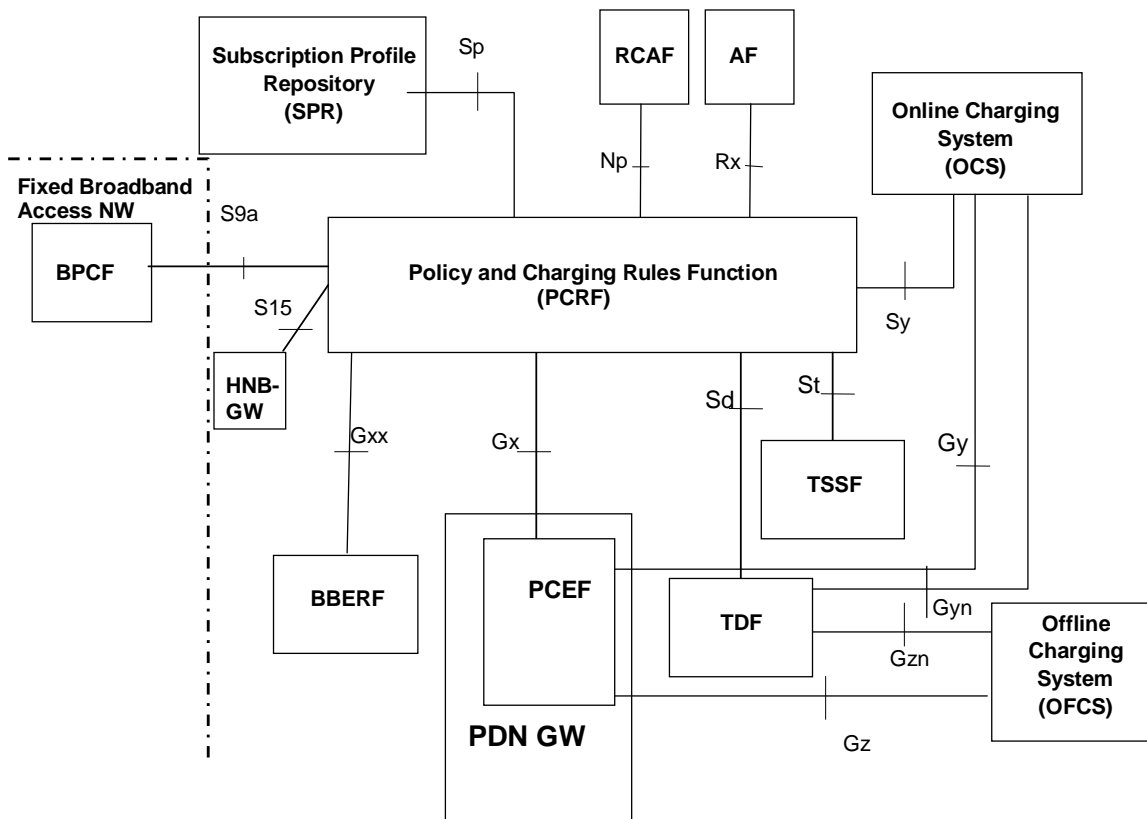 Subscription Profile
Repository
(SPR)
Sp
RCAF
AF
Online Charging
System
(OCS)
Np
Rx
Fixed Broadband
Access NW
BPCF
S9a
Policy and Charging Rules Function
(PCRF)
S15
Sy
HNB-
GW
Gxx
Gx
Sd
St
Gy
TSSF
BBERF
PCEF
TDF
Gyn
Gzn
Offline
Charging
System
(OFCS)
PDN GW
Gz